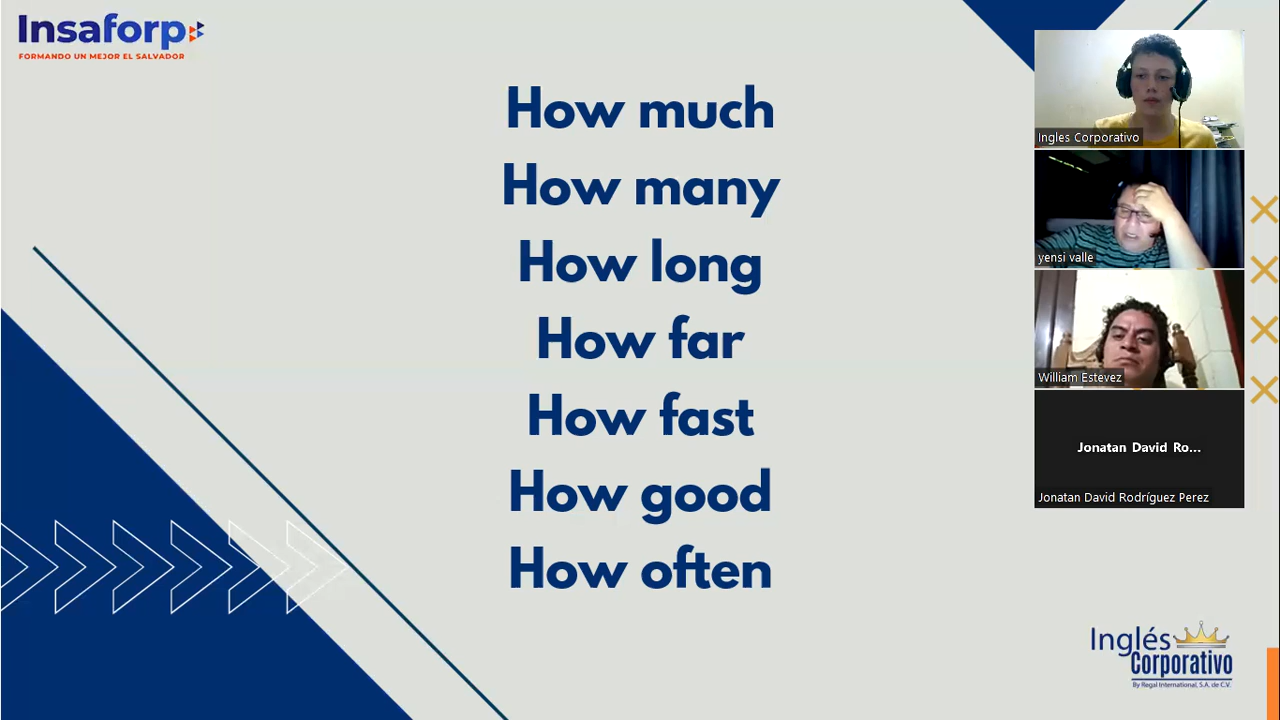 Insaforp
FORMANDO UN MEJOR EL SALVADOR
How much
How many
How long
How far
How fast
How good
How often
Ingles Corporativo
yensi valle
William Estevez
Jonatan David Ro...
Jonatan David Rodríguez Perez
Inglés
Corporativo
By Regal International, S.A. de C.V.